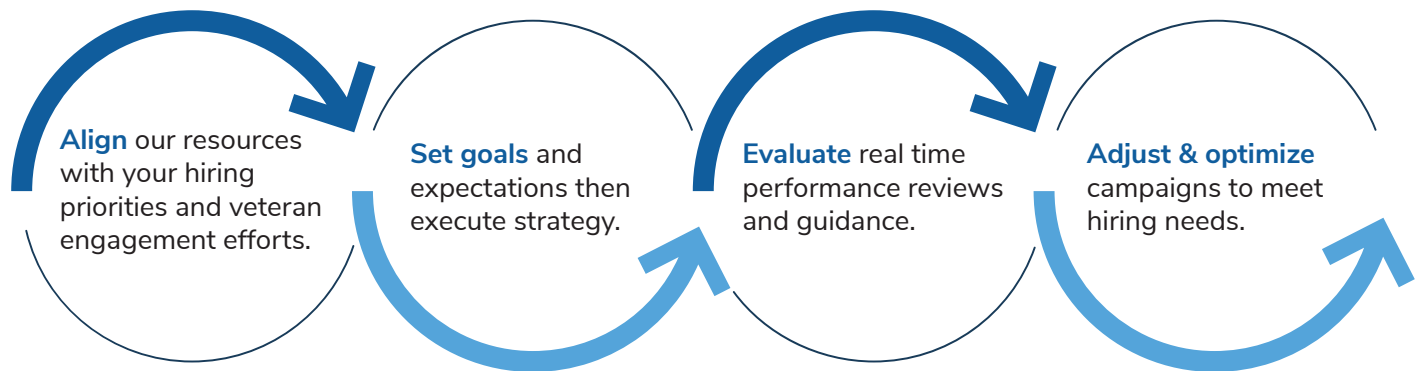 Align our resources
with your hiring
priorities and veteran
engagement efforts.
Set goals and
expectations then
execute strategy.
Evaluate real time
performance reviews
and guidance.
Adjust & optimize
campaigns to meet
hiring needs.